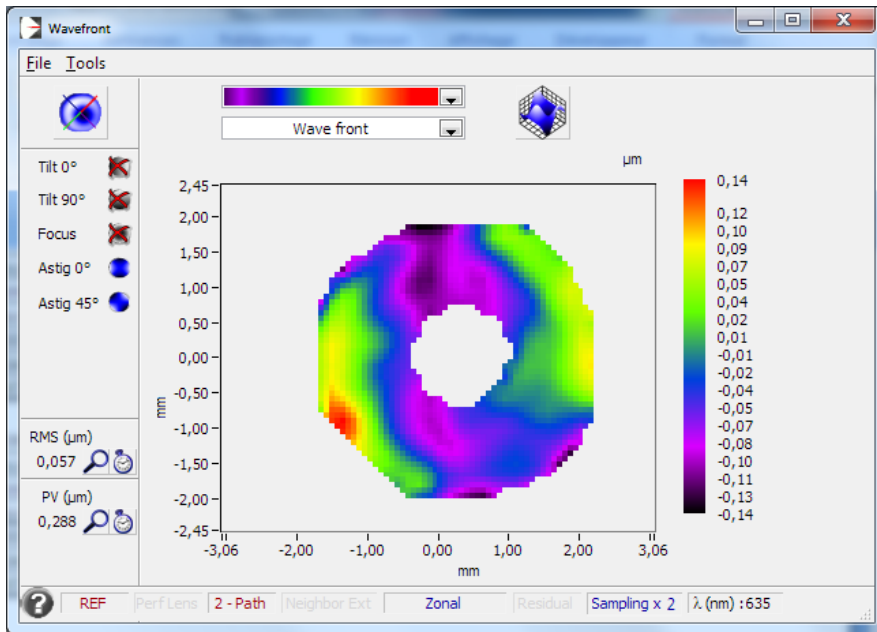 Wavefront
File Tools
Wave front
µm
Tilt 0°
Tilt 90°
Focus
Astig 0°
Astig 45°
RMS (µm)
0,057
PV (µm)
0,288
2,45
2,00
1,50
1,00
0,50
0,00
-0,50
-1,00
-1,50
-2,00
-2,45
mm
-3,06 -2,00 -1,00 0,00 1,00 2,00 3,06
mm
0,14
0,12
0,10
0,09
0,07
0,05
0,04
0,02
0,01
-0,01
-0,02
-0,04
-0,05
-0,07
-0,08
-0,10
-0,11
-0,13
-0,14
? REF Perf Lens 2 - Path Neighbor Ext Zonal Residual Sampling x 2 λ (nm) :635